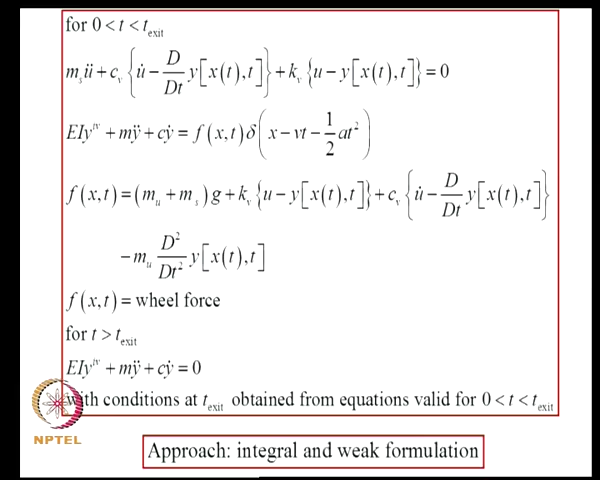 for 0 < t < t_exit
m_s ü + c_v { u̇ − D/Dt y[x(t),t] } + k_v { u − y[x(t),t] } = 0
EIy^iv + mÿ + cẏ = f(x,t) δ( x − vt − 1/2 at² )
f(x,t) = (m_u + m_s) g + k_v { u − y[x(t),t] } + c_v { u̇ − D/Dt y[x(t),t] }
− m_u D²/Dt² y[x(t),t]
f(x,t) = wheel force
for t > t_exit
EIy^iv + mÿ + cẏ = 0
with conditions at t_exit obtained from equations valid for 0 < t < t_exit
NPTEL
Approach: integral and weak formulation